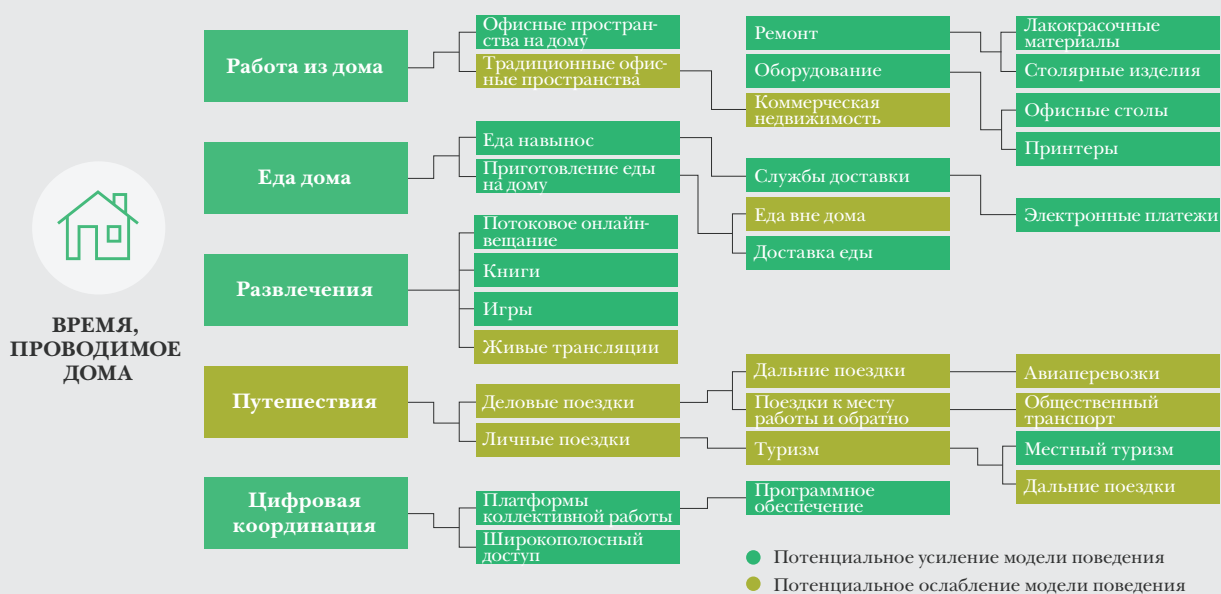 ВРЕМЯ,
ПРОВОДИМОЕ
ДОМА
Работа из дома
Офисные простран-
ства на дому
Традиционные офис-
ные пространства
Ремонт
Оборудование
Коммерческая
недвижимость
Лакокрасочные
материалы
Столярные изделия
Офисные столы
Принтеры
Еда дома
Еда навынос
Приготовление еды
на дому
Службы доставки
Еда вне дома
Доставка еды
Электронные платежи
Развлечения
Потоковое онлайн-
вещание
Книги
Игры
Живые трансляции
Путешествия
Деловые поездки
Личные поездки
Дальние поездки
Поездки к месту
работы и обратно
Туризм
Авиаперевозки
Общественный
транспорт
Местный туризм
Дальние поездки
Цифровая
координация
Платформы
коллективной работы
Широкополосный
доступ
Программное
обеспечение
Потенциальное усиление модели поведения
Потенциальное ослабление модели поведения